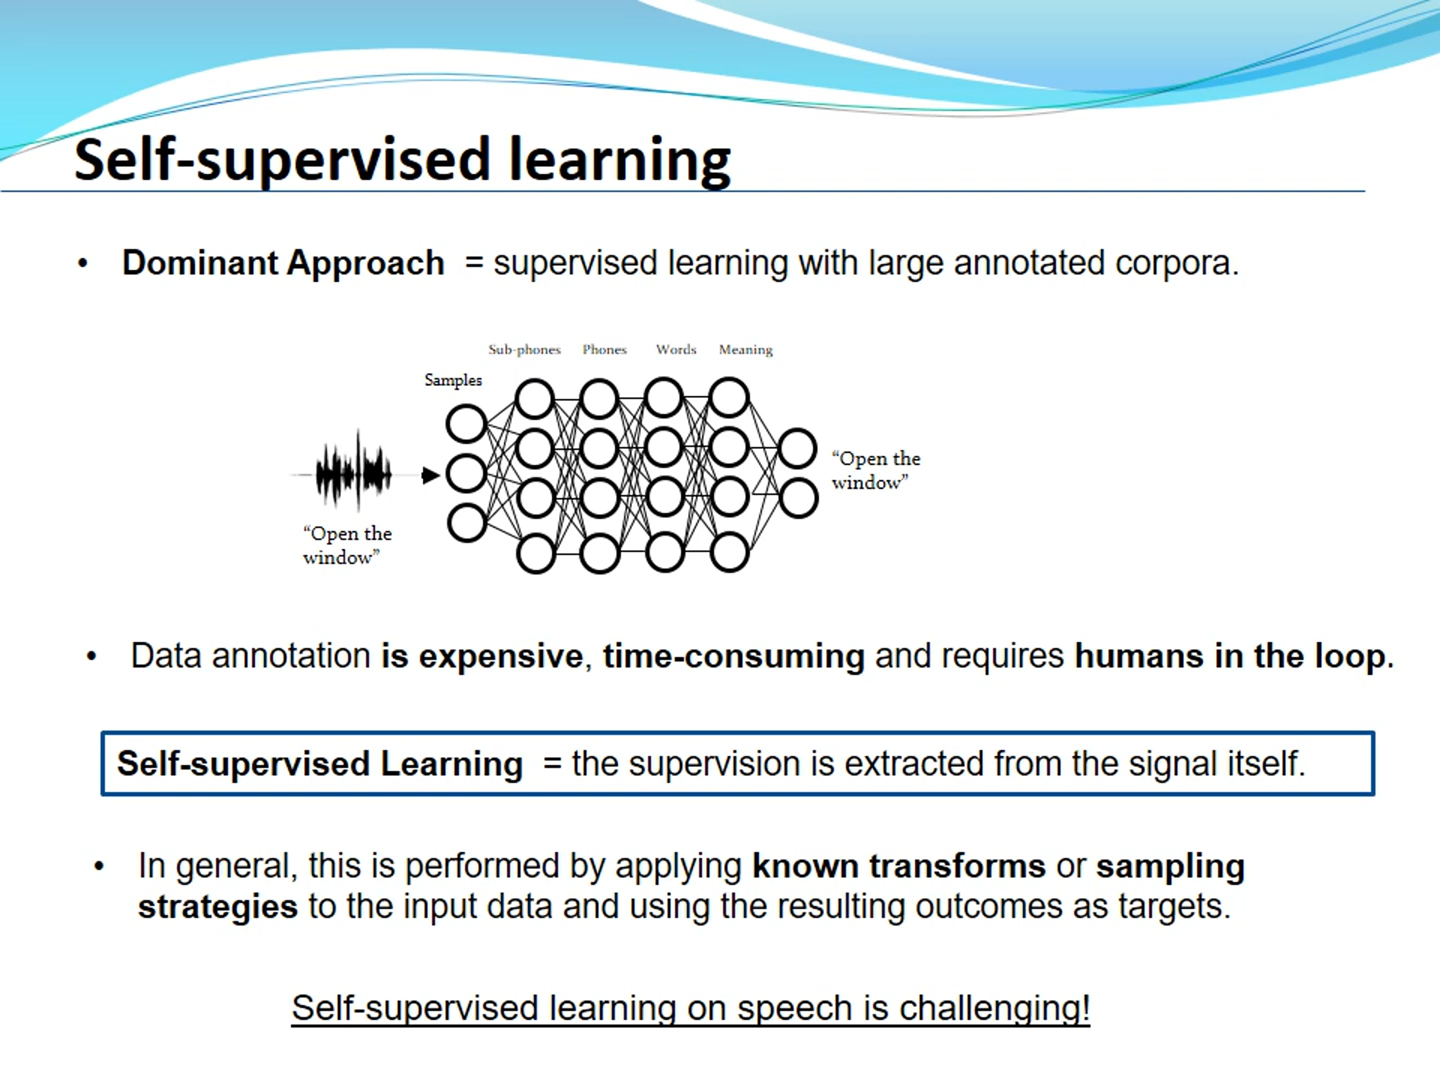 Self-supervised learning
• Dominant Approach = supervised learning with large annotated corpora.
Sub-phones Phones Words Meaning
Samples
“Open the
window”
“Open the
window”
• Data annotation is expensive, time-consuming and requires humans in the loop.
Self-supervised Learning = the supervision is extracted from the signal itself.
• In general, this is performed by applying known transforms or sampling
strategies to the input data and using the resulting outcomes as targets.
Self-supervised learning on speech is challenging!